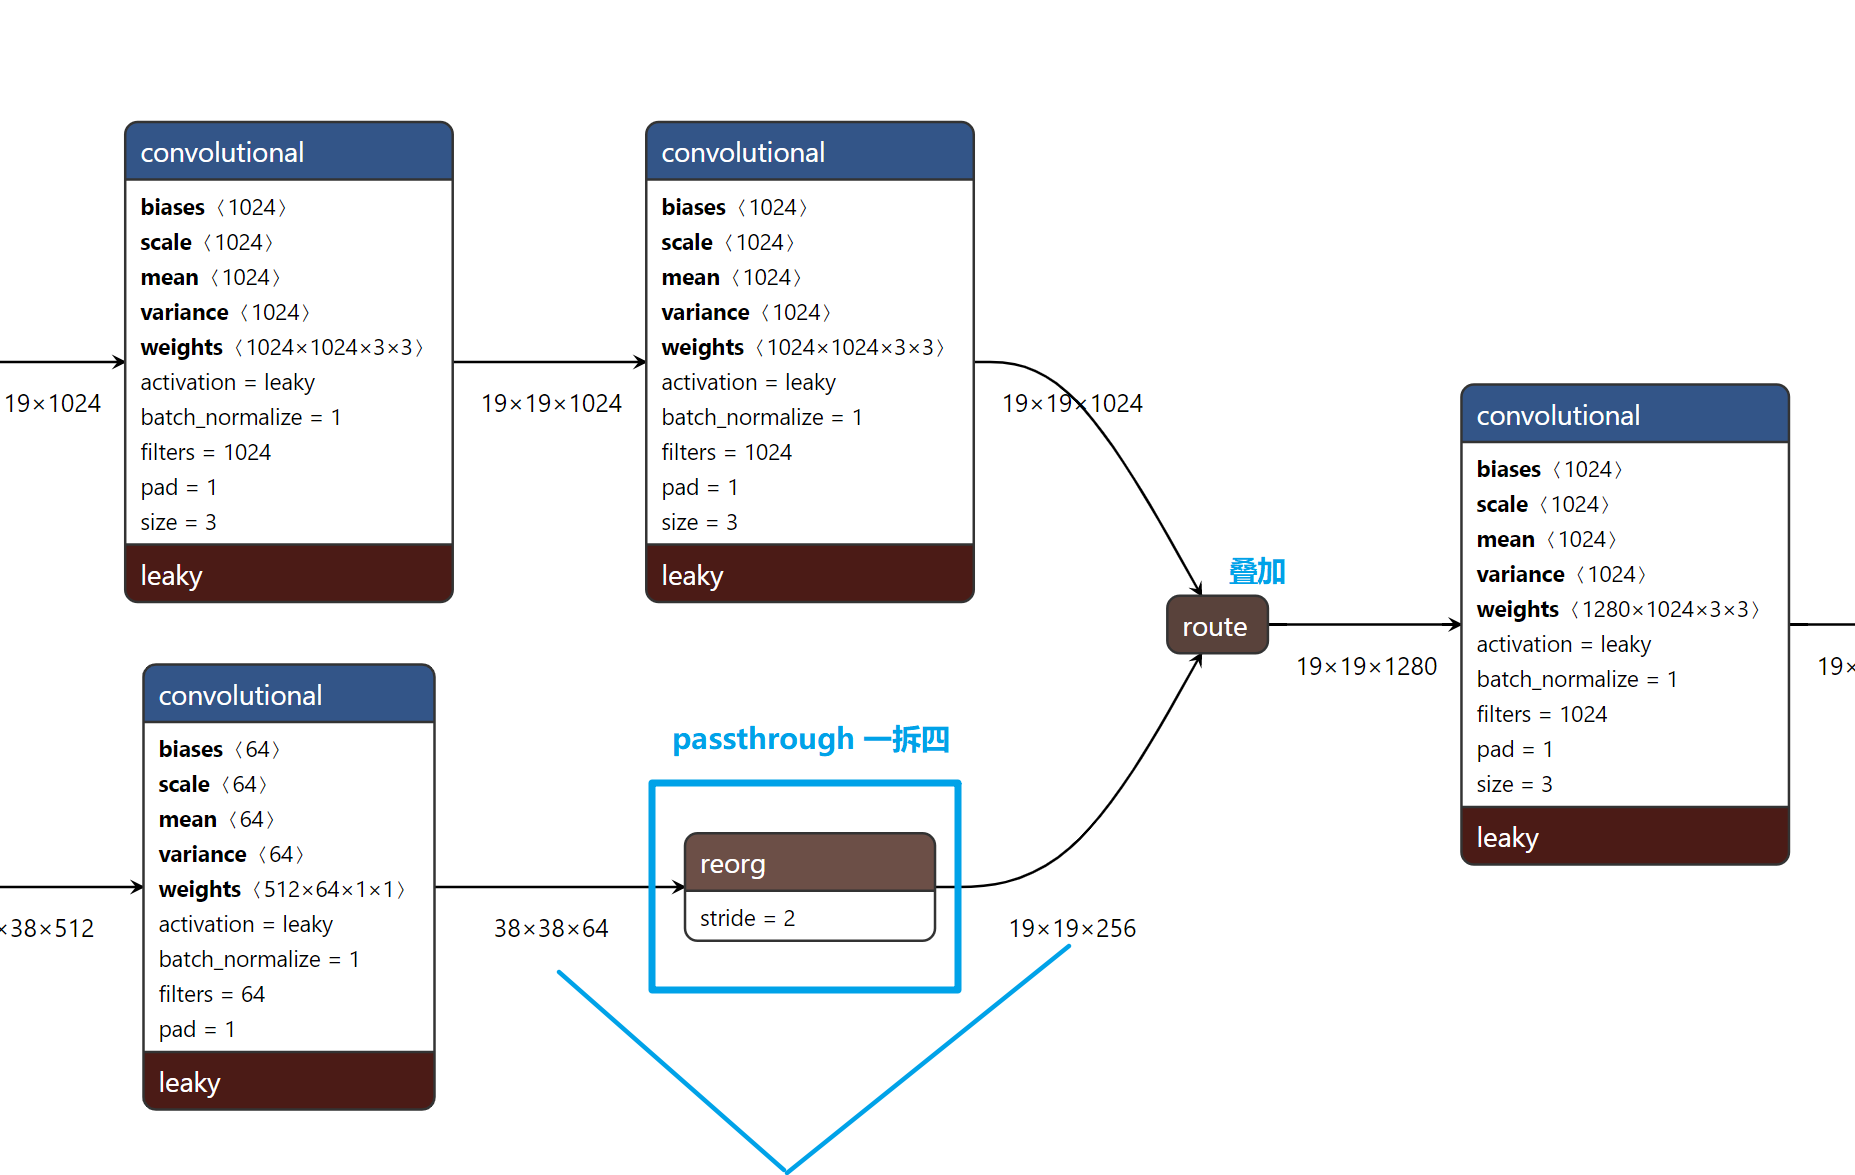 convolutional
biases〈1024〉
scale〈1024〉
mean〈1024〉
variance〈1024〉
weights〈1024×1024×3×3〉
activation = leaky
batch_normalize = 1
filters = 1024
pad = 1
size = 3
leaky
19×1024
19×19×1024
convolutional
biases〈1024〉
scale〈1024〉
mean〈1024〉
variance〈1024〉
weights〈1024×1024×3×3〉
activation = leaky
batch_normalize = 1
filters = 1024
pad = 1
size = 3
leaky
19×19×1024
convolutional
biases〈64〉
scale〈64〉
mean〈64〉
variance〈64〉
weights〈512×64×1×1〉
activation = leaky
batch_normalize = 1
filters = 64
pad = 1
leaky
×38×512
38×38×64
passthrough 一拆四
reorg
stride = 2
19×19×256
叠加
route
19×19×1280
convolutional
biases〈1024〉
scale〈1024〉
mean〈1024〉
variance〈1024〉
weights〈1280×1024×3×3〉
activation = leaky
batch_normalize = 1
filters = 1024
pad = 1
size = 3
leaky
19×